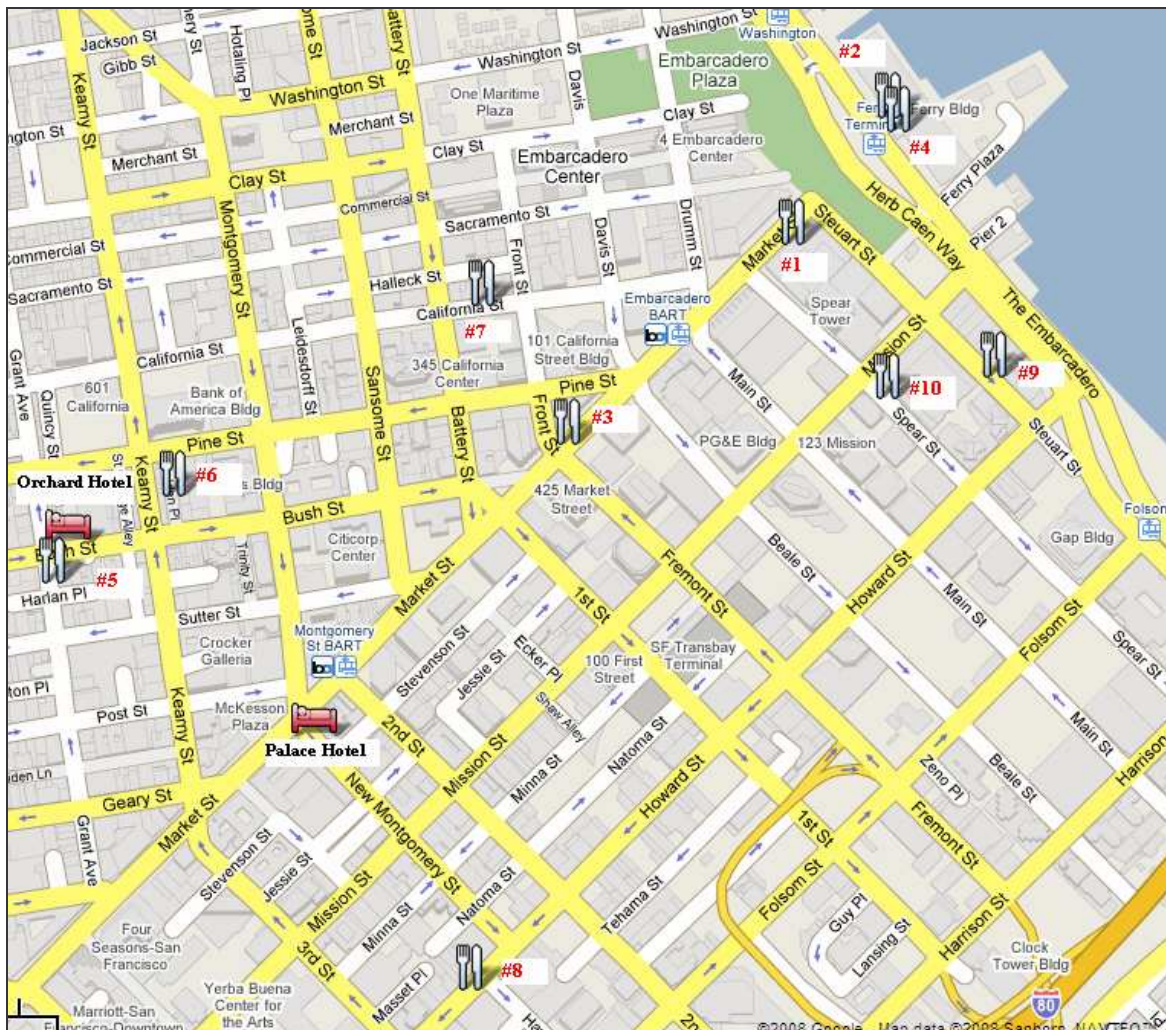 Jackson St
Gibb St
Kearny St
Hotaling Pl
Washington St
Washington St
Washington St
Washington
#2
Embarcadero
Plaza
One Maritime
Plaza
Davis
Merchant St
Merchant St
Clay St
Clay St
Clay St
4 Embarcadero
Center
Embarcadero
Center
Ferry Bldg
#4
Ferry Plaza
Pier 2
Herb Caen Way
The Embarcadero
Commercial St
Commercial St
Sacramento St
Sacramento St
Montgomery St
Front St
Davis St
Drumm St
Steuart St
#1
Halleck St
California St
California St
#7
Embarcadero
BART
Spear
Tower
Mission St
#9
#10
Leidesdorff St
Sansome St
345 California
Center
101 California
Street Bldg
Pine St
Pine St
Grant Ave
Quincy St
601
California
Bank of
America Bldg
Battery St
Front St
#3
Main St
PG&E Bldg
123 Mission
Spear St
Steuart St
Orchard Hotel
#6
Kearny St
Bush St
#5
Harlan Pl
Trinity St
Citicorp
Center
425 Market
Street
Market St
Beale St
Howard St
Gap Bldg
Folsom
Sutter St
Crocker
Galleria
Montgomery
St BART
Stevenson St
Jessie St
Ecker Pl
1st St
Fremont St
100 First
Street
SF Transbay
Terminal
Main St
Folsom St
Spear St
Post St
McKesson
Plaza
Palace Hotel
2nd St
Mission St
Shaw Alley
Minna St
Natoma St
Howard St
Main St
Beale St
Zeno Pl
Harrison
Geary St
Kearny St
Market St
Grant Ave
New Montgomery St
Stevenson St
Jessie St
Mission St
Minna St
Natoma St
Tehama St
1st St
Fremont St
Folsom St
Guy Pl
Lansing St
Harrison St
Four
Seasons-San
Francisco
3rd St
Masset Pl
#8
Clock
Tower Bldg
80
Yerba Buena
Center for
the Arts
Marriott-San
Francisco-Downtown
©2008 Google - Map data ©2008 Sanborn, NAVTEQ